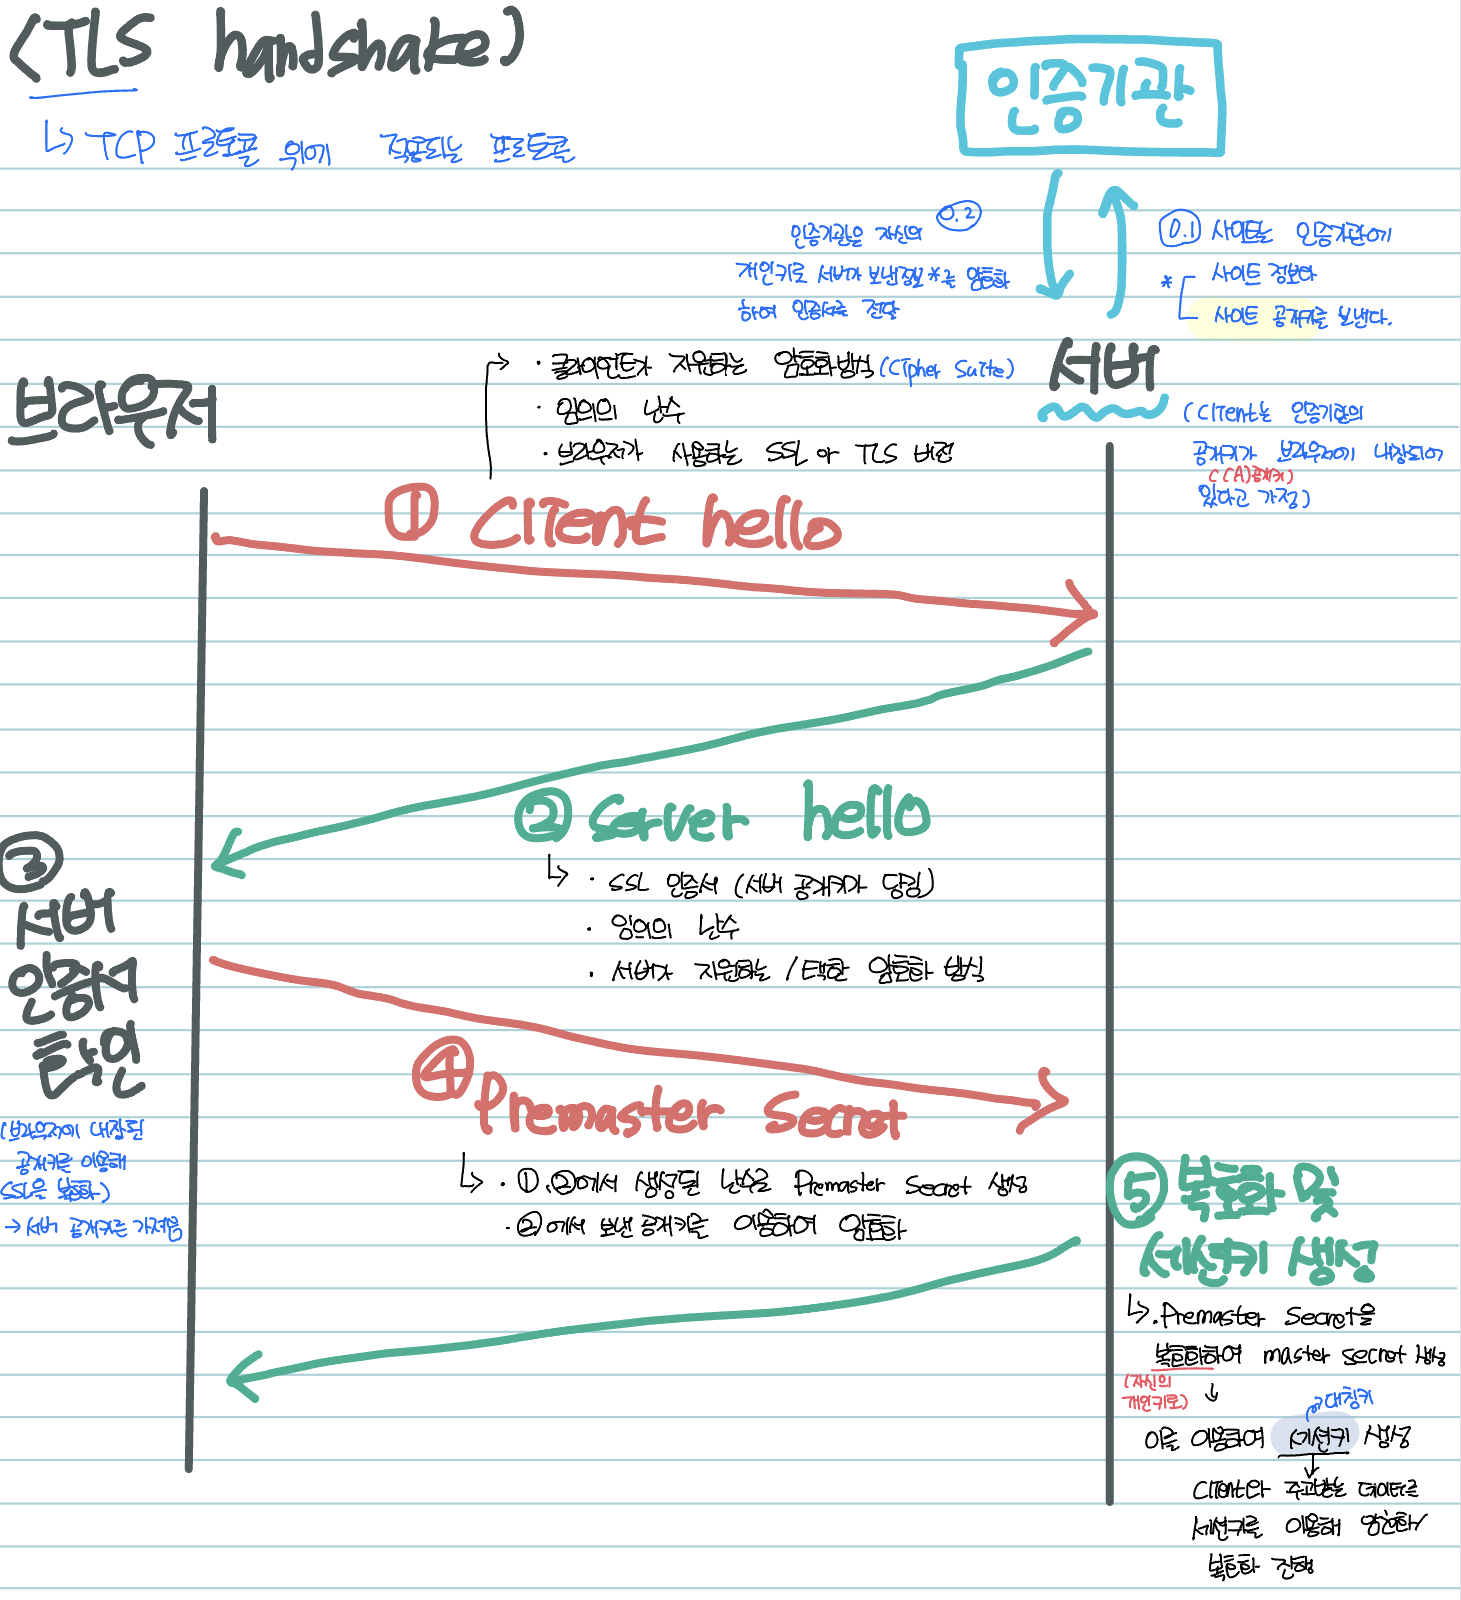 (TLS handshake)
↳ TCP 프로토콜 위에 적용되는 프로토콜
인증기관
0.2
인증기관은 자신의
개인키로 서버가 보낸정보*를 암호화
하여 인증서를 전달
0.1 사이트는 인증기관에
* 사이트 정보와
사이트 공개키를 보낸다.
브라우저
서버
· 클라이언트가 지원하는 암호화방식 (Cipher Suite)
· 임의의 난수
· 브라우저가 사용하는 SSL or TLS 버전
(Client는 인증기관의
공개키가 브라우저에 내장되어
((CA)공개키)
있다고 가정)
① Client hello
② Server hello
↳ · SSL 인증서 (서버 공개키가 담김)
· 임의의 난수
· 서버가 지원하는 / 택한 암호화 방식
③
서버
인증서
확인
(브라우저에 내장된
공개키를 이용해
SSL은 복호화)
→ 서버 공개키를 가져옴
④ Premaster Secret
↳ · ①,②에서 생성된 난수로 Premaster Secret 생성
· ②에서 보낸 공개키를 이용하여 암호화
⑤ 복호화 및
세션키 생성
↳ · Premaster Secret을
복호화하여 master secret 생성
(자신의
개인키로)
↓
대칭키
이를 이용하여 세션키 생성
Client와 주고받는 데이터를
세션키를 이용해 암호화/
복호화 진행